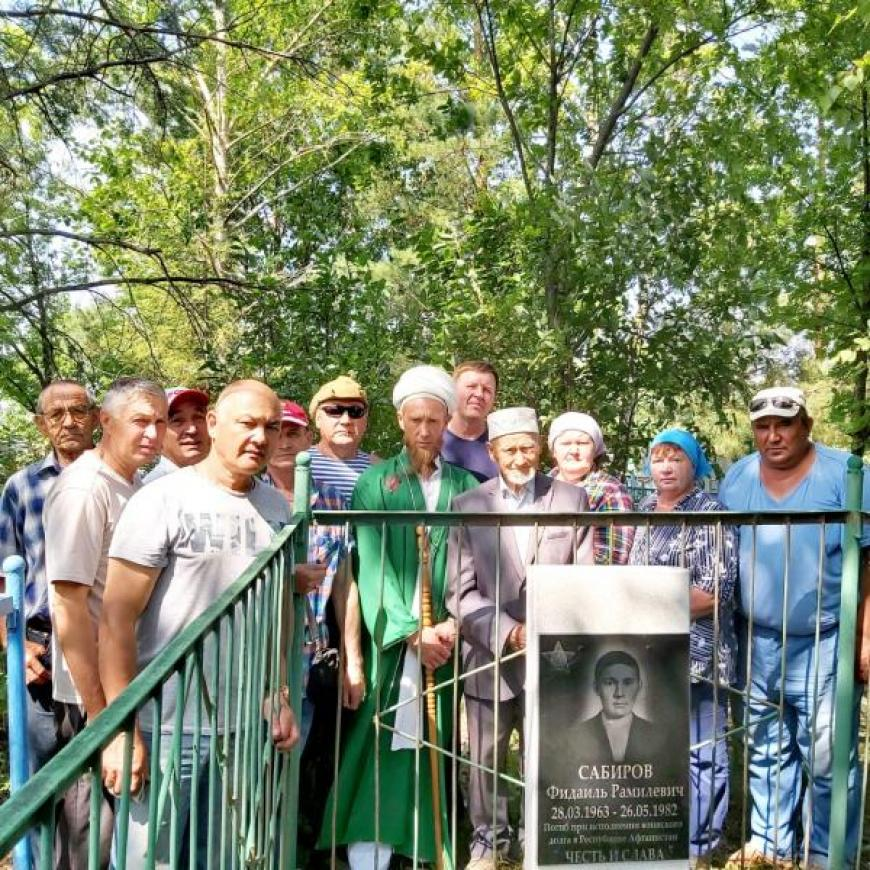 САБИРОВ
Фидаиль Рамилевич
28.03.1963 - 26.05.1982
Погиб при исполнении воинского
долга в Республике Афганистан
ЧЕСТЬ И СЛАВА